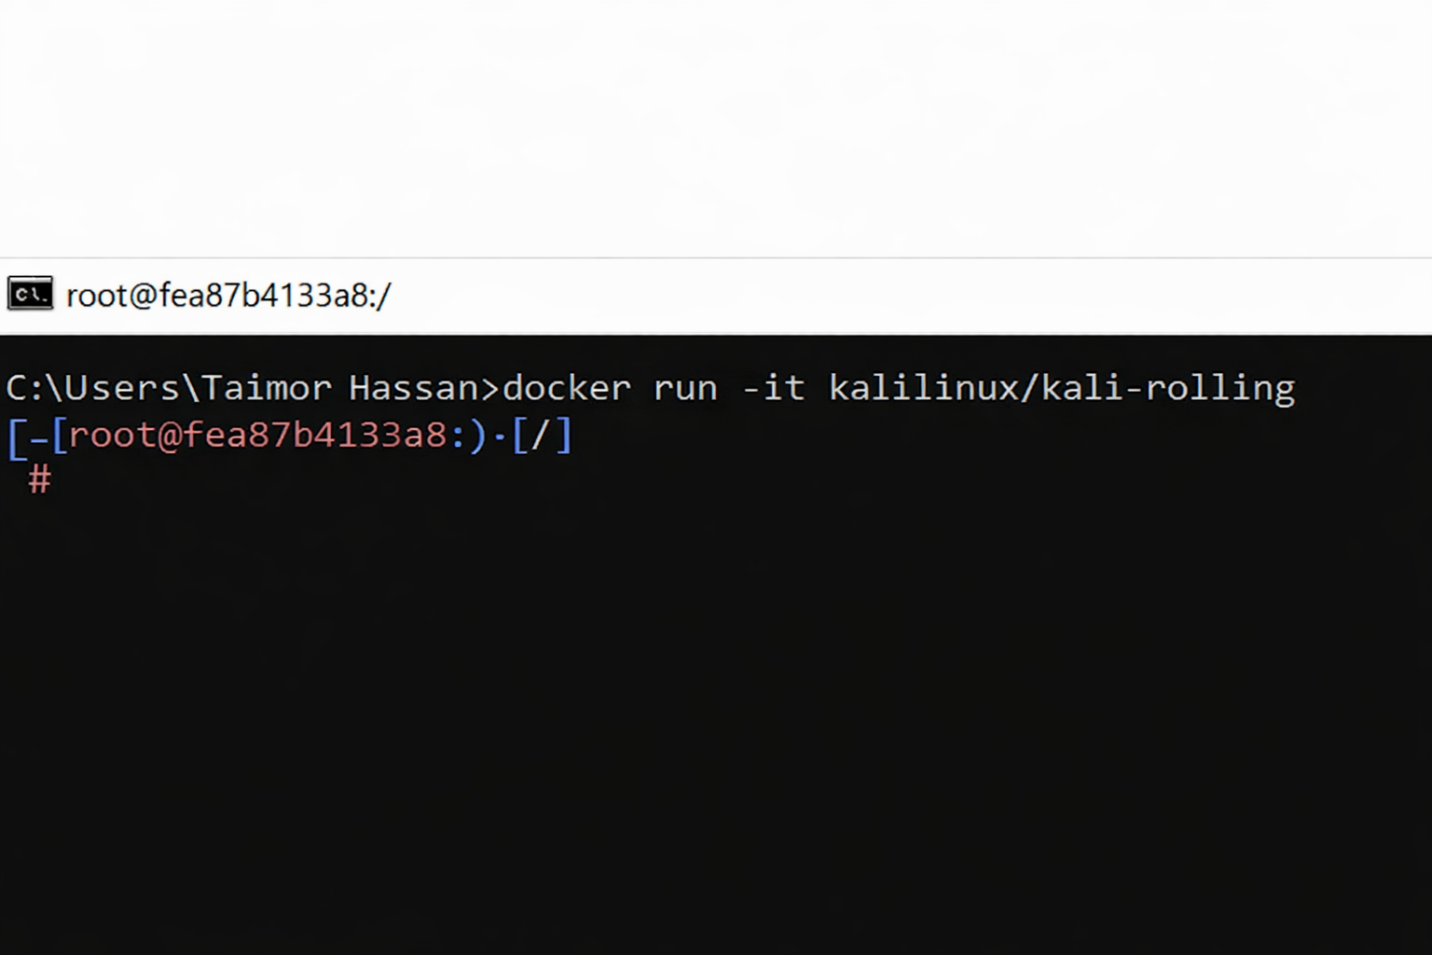 C:\.
root@fea87b4133a8:/
C:\Users\Taimor Hassan>docker run -it kalilinux/kali-rolling
[-[root@fea87b4133a8:)-[/]
#